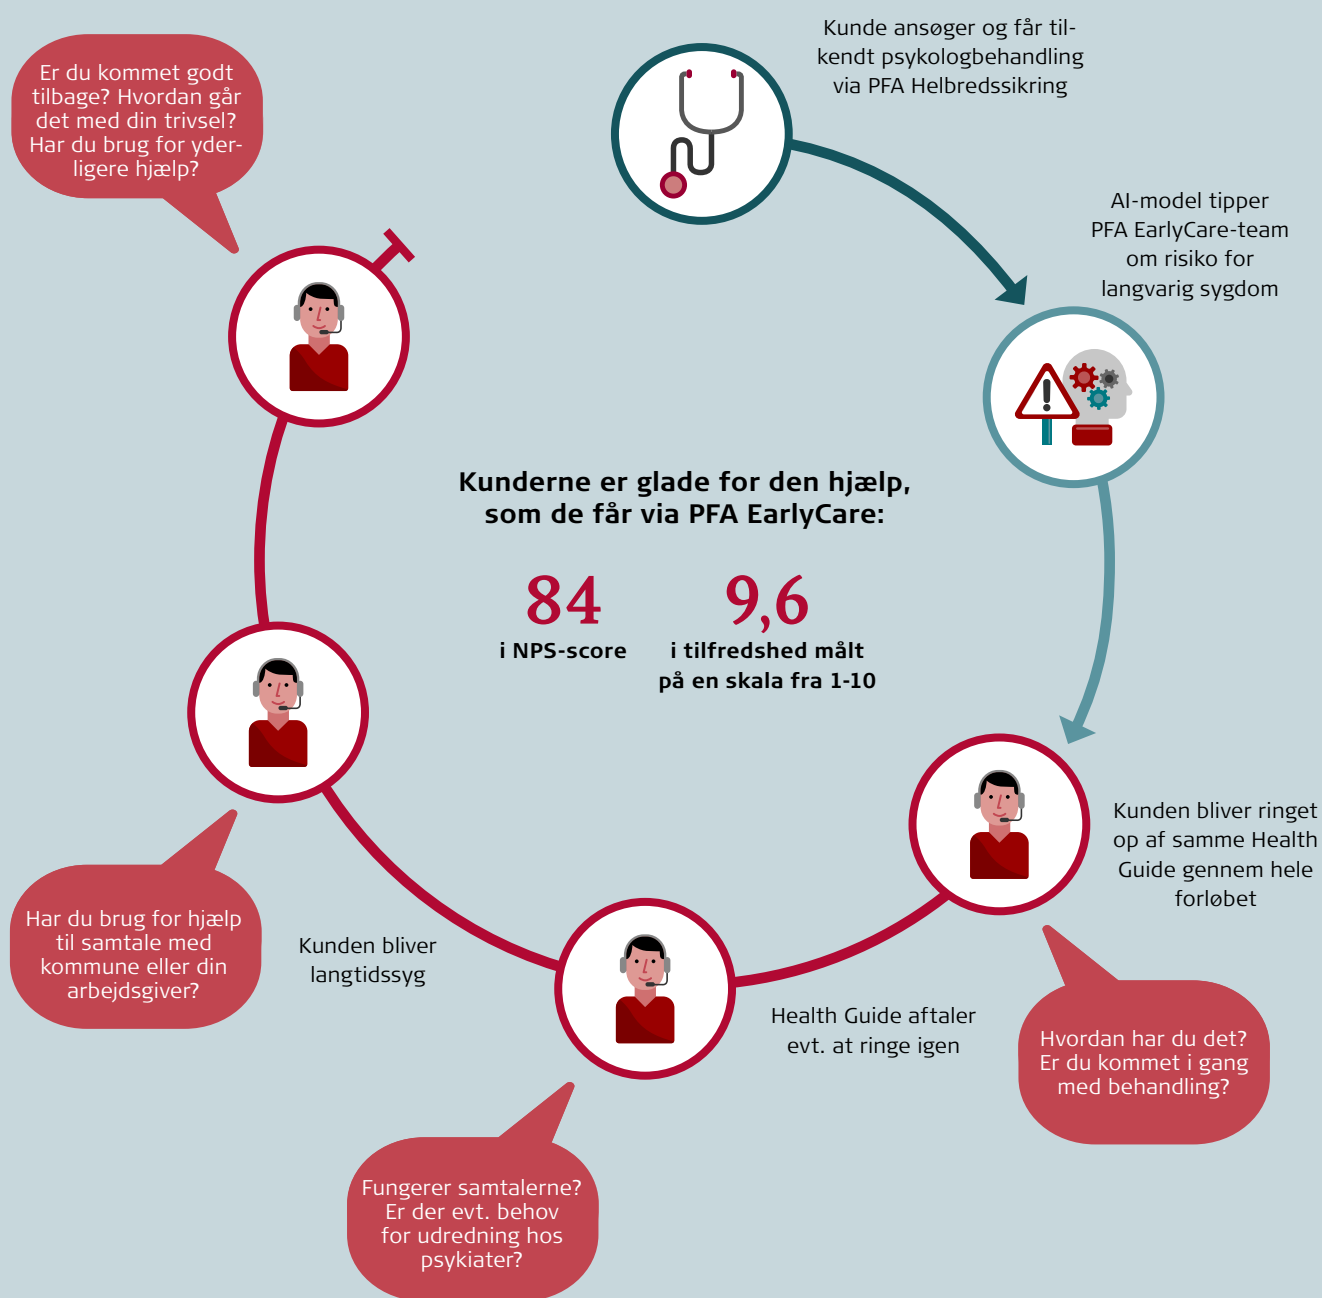 Kunde ansøger og får til-
kendt psykologbehandling
via PFA Helbredssikring
AI-model tipper
PFA EarlyCare-team
om risiko for
langvarig sygdom
Kunden bliver ringet
op af samme Health
Guide gennem hele
forløbet
Hvordan har du det?
Er du kommet i gang
med behandling?
Health Guide aftaler
evt. at ringe igen
Fungerer samtalerne?
Er der evt. behov
for udredning hos
psykiater?
Kunden bliver
langtidssyg
Har du brug for hjælp
til samtale med
kommune eller din
arbejdsgiver?
Er du kommet godt
tilbage? Hvordan går
det med din trivsel?
Har du brug for yder-
ligere hjælp?
Kunderne er glade for den hjælp,
som de får via PFA EarlyCare:
84
i NPS-score
9,6
i tilfredshed målt
på en skala fra 1-10